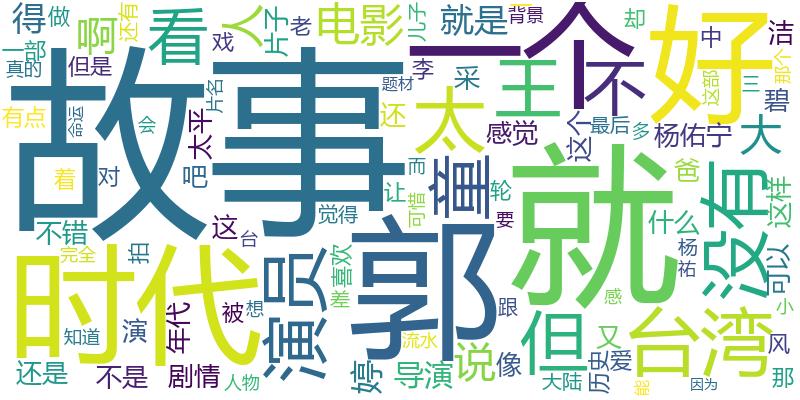 得 做 还有 看 人 片子 老 电影 儿子 就是 背景 却 中 洁
啊 戏 一个 不 好 那个
一部 真的 但是 片名 李 采 王 这部 三 碧
故事
有点 命运 会 太平 题材 还 太 感觉 这个 最后 多 杨佑宁 大
着 对 吧 让 而 童 轮 就 爸 没有 这样
不错 这 台 觉得 可惜 要 什么
时代 完全 拍 演员 喜欢 差 郭 跟 杨祐 可以
知道 演 年代 被 想 流水 感 但 又 台湾 小
还是 不是 剧情 人物 婷 导演 说 像 大陆 历史 爱 能 因为 风 那